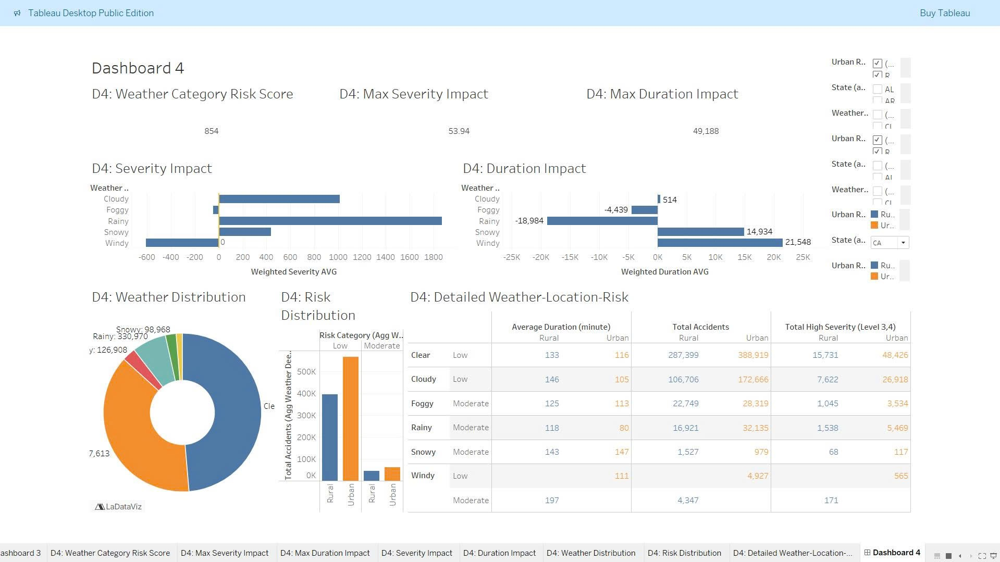 Tableau Desktop Public Edition
Buy Tableau
Dashboard 4
D4: Weather Category Risk Score
D4: Max Severity Impact
D4: Max Duration Impact
854
53.94
49,188
Urban R..
(...
R
State (a..
AL
AR
Weather..
(...
Cl
Urban R..
(...
R
State (a..
(...
AL
Weather..
(...
Cl
Urban R..
Ru..
Ur..
State (a..
CA
Urban R..
Ru..
Ur..
D4: Severity Impact
Weather ..
Cloudy
Foggy
Rainy
Snowy
Windy
0
-600 -400 -200 0 200 400 600 800 1000 1200 1400 1600 1800
Weighted Severity AVG
D4: Duration Impact
Weather ..
Cloudy 514
Foggy -4,439
Rainy -18,984
Snowy 14,934
Windy 21,548
-25K -20K -15K -10K -5K 0K 5K 10K 15K 20K 25K
Weighted Duration AVG
D4: Weather Distribution
Snowy: 98,968
Rainy: 330,970
y: 126,908
Cle
7,613
LaDataViz
D4: Risk
Distribution
Risk Category (Agg W..
Low Moderate
Total Accidents (Agg Weather Dee..
500K
400K
300K
200K
100K
0K
Rural Urban Rural Urban
D4: Detailed Weather-Location-Risk
Average Duration (minute) Total Accidents Total High Severity (Level 3,4)
Rural Urban Rural Urban Rural Urban
Clear Low 133 116 287,399 388,919 15,731 48,426
Cloudy Low 146 105 106,706 172,666 7,622 26,918
Foggy Moderate 125 113 22,749 28,319 1,045 3,534
Rainy Moderate 118 80 16,921 32,135 1,538 5,469
Snowy Moderate 143 147 1,527 979 68 117
Windy Low 111 4,927 565
Moderate 197 4,347 171
ashboard 3
D4: Weather Category Risk Score
D4: Max Severity Impact
D4: Max Duration Impact
D4: Severity Impact
D4: Duration Impact
D4: Weather Distribution
D4: Risk Distribution
D4: Detailed Weather-Location-...
Dashboard 4